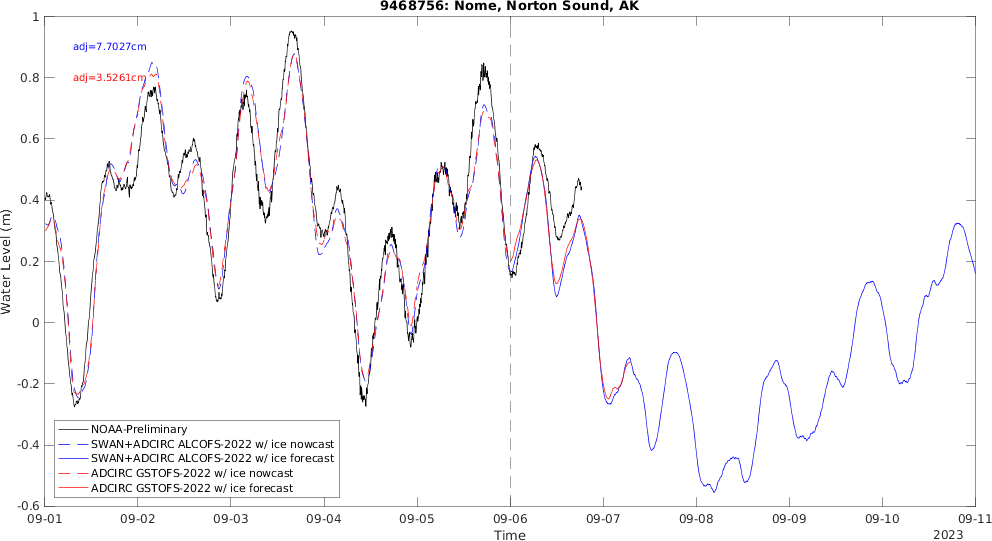 9468756: Nome, Norton Sound, AK
adj=7.7027cm
adj=3.5261cm
Water Level (m)
1
0.8
0.6
0.4
0.2
0
-0.2
-0.4
-0.6
NOAA-Preliminary
SWAN+ADCIRC ALCOFS-2022 w/ ice nowcast
SWAN+ADCIRC ALCOFS-2022 w/ ice forecast
ADCIRC GSTOFS-2022 w/ ice nowcast
ADCIRC GSTOFS-2022 w/ ice forecast
09-01 09-02 09-03 09-04 09-05 09-06 09-07 09-08 09-09 09-10 09-11
Time
2023